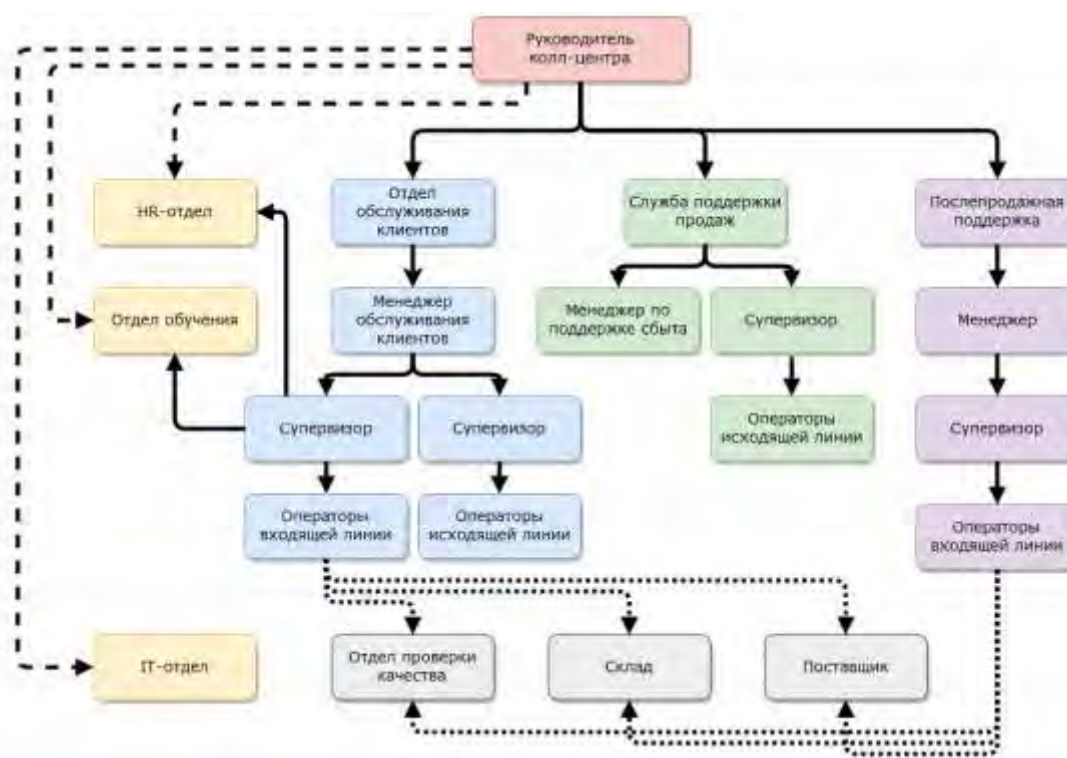 Руководитель
колл-центра
HR-отдел
Отдел
обслуживания
клиентов
Служба поддержки
продаж
Послепродажная
поддержка
Отдел обучения
Менеджер
обслуживания
клиентов
Менеджер по
поддержке сбыта
Супервизор
Менеджер
Супервизор
Супервизор
Операторы
исходящей линии
Супервизор
Операторы
входящей линии
Операторы
исходящей линии
Операторы
входящей линии
IT-отдел
Отдел проверки
качества
Склад
Поставщик